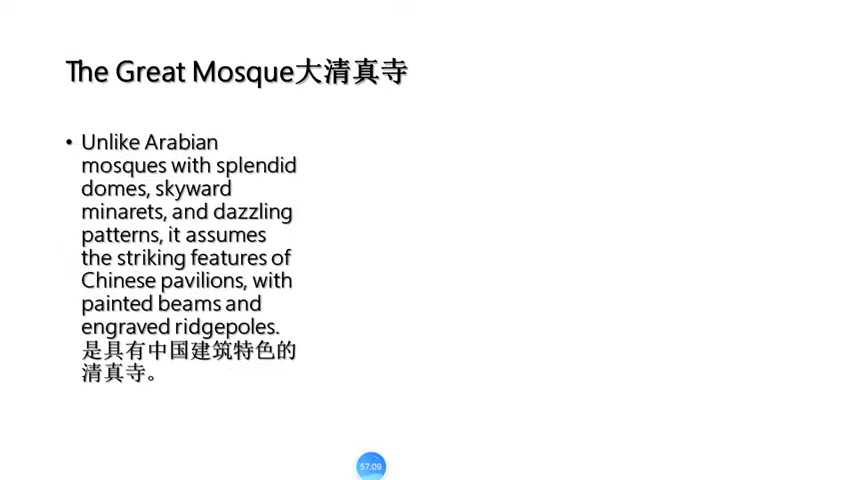 The Great Mosque大清真寺
• Unlike Arabian
mosques with splendid
domes, skyward
minarets, and dazzling
patterns, it assumes
the striking features of
Chinese pavilions, with
painted beams and
engraved ridgepoles.
是具有中国建筑特色的
清真寺。
57:09